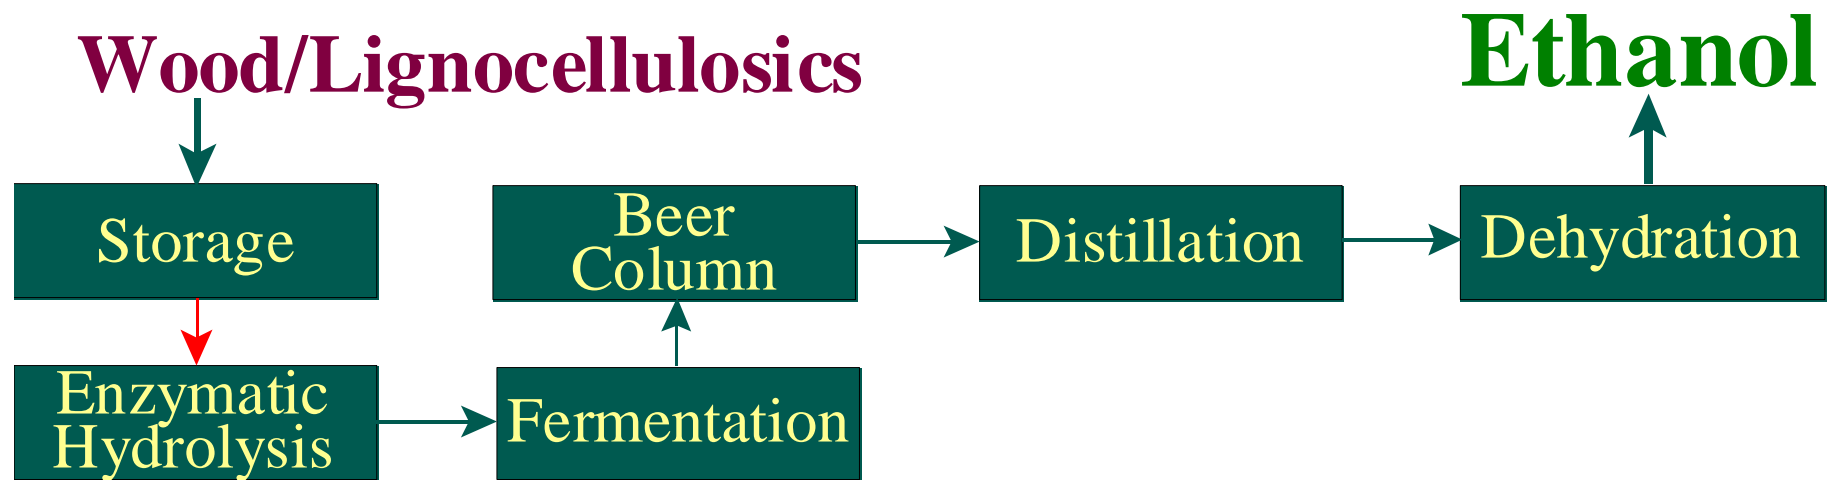 Wood/Lignocellulosics
Ethanol
Storage
Beer
Column
Distillation
Dehydration
Enzymatic
Hydrolysis
Fermentation